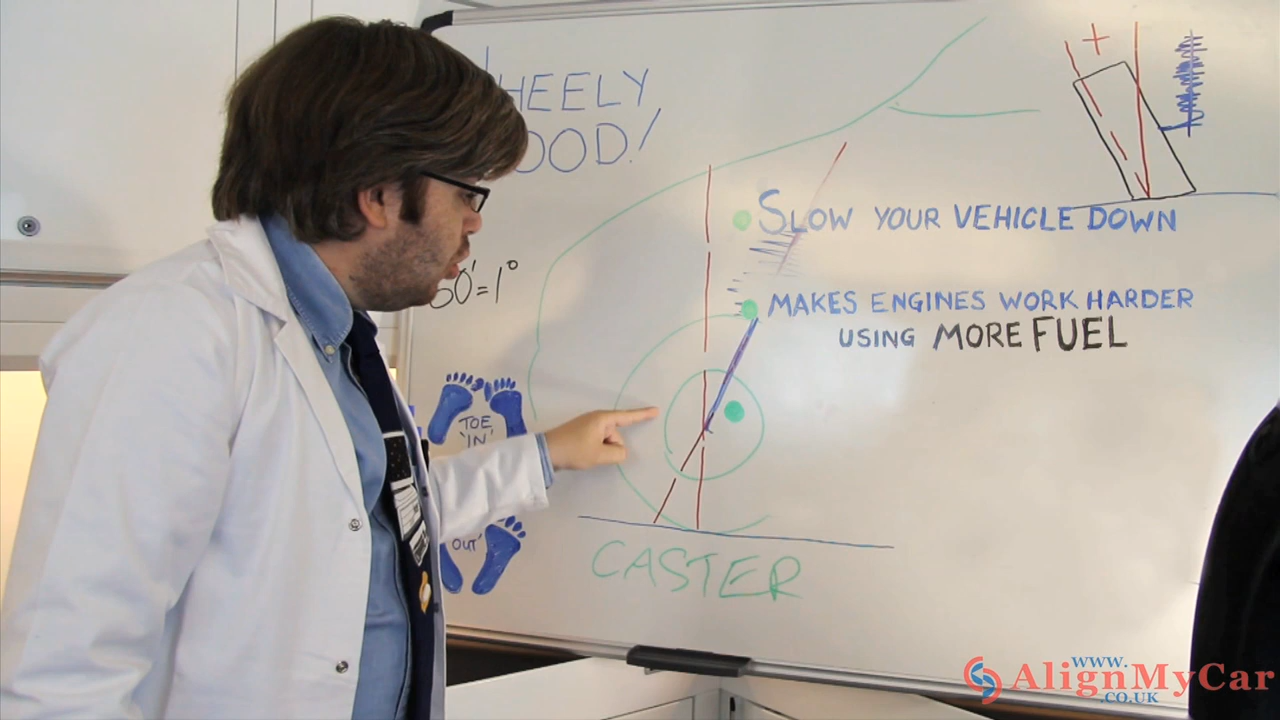 HEELY
OOD!
+
SLOW YOUR VEHICLE DOWN
60'=1°
MAKES ENGINES WORK HARDER
USING MORE FUEL
TOE
'IN'
OUT'
CASTER
www.
AlignMyCar
.co.uk